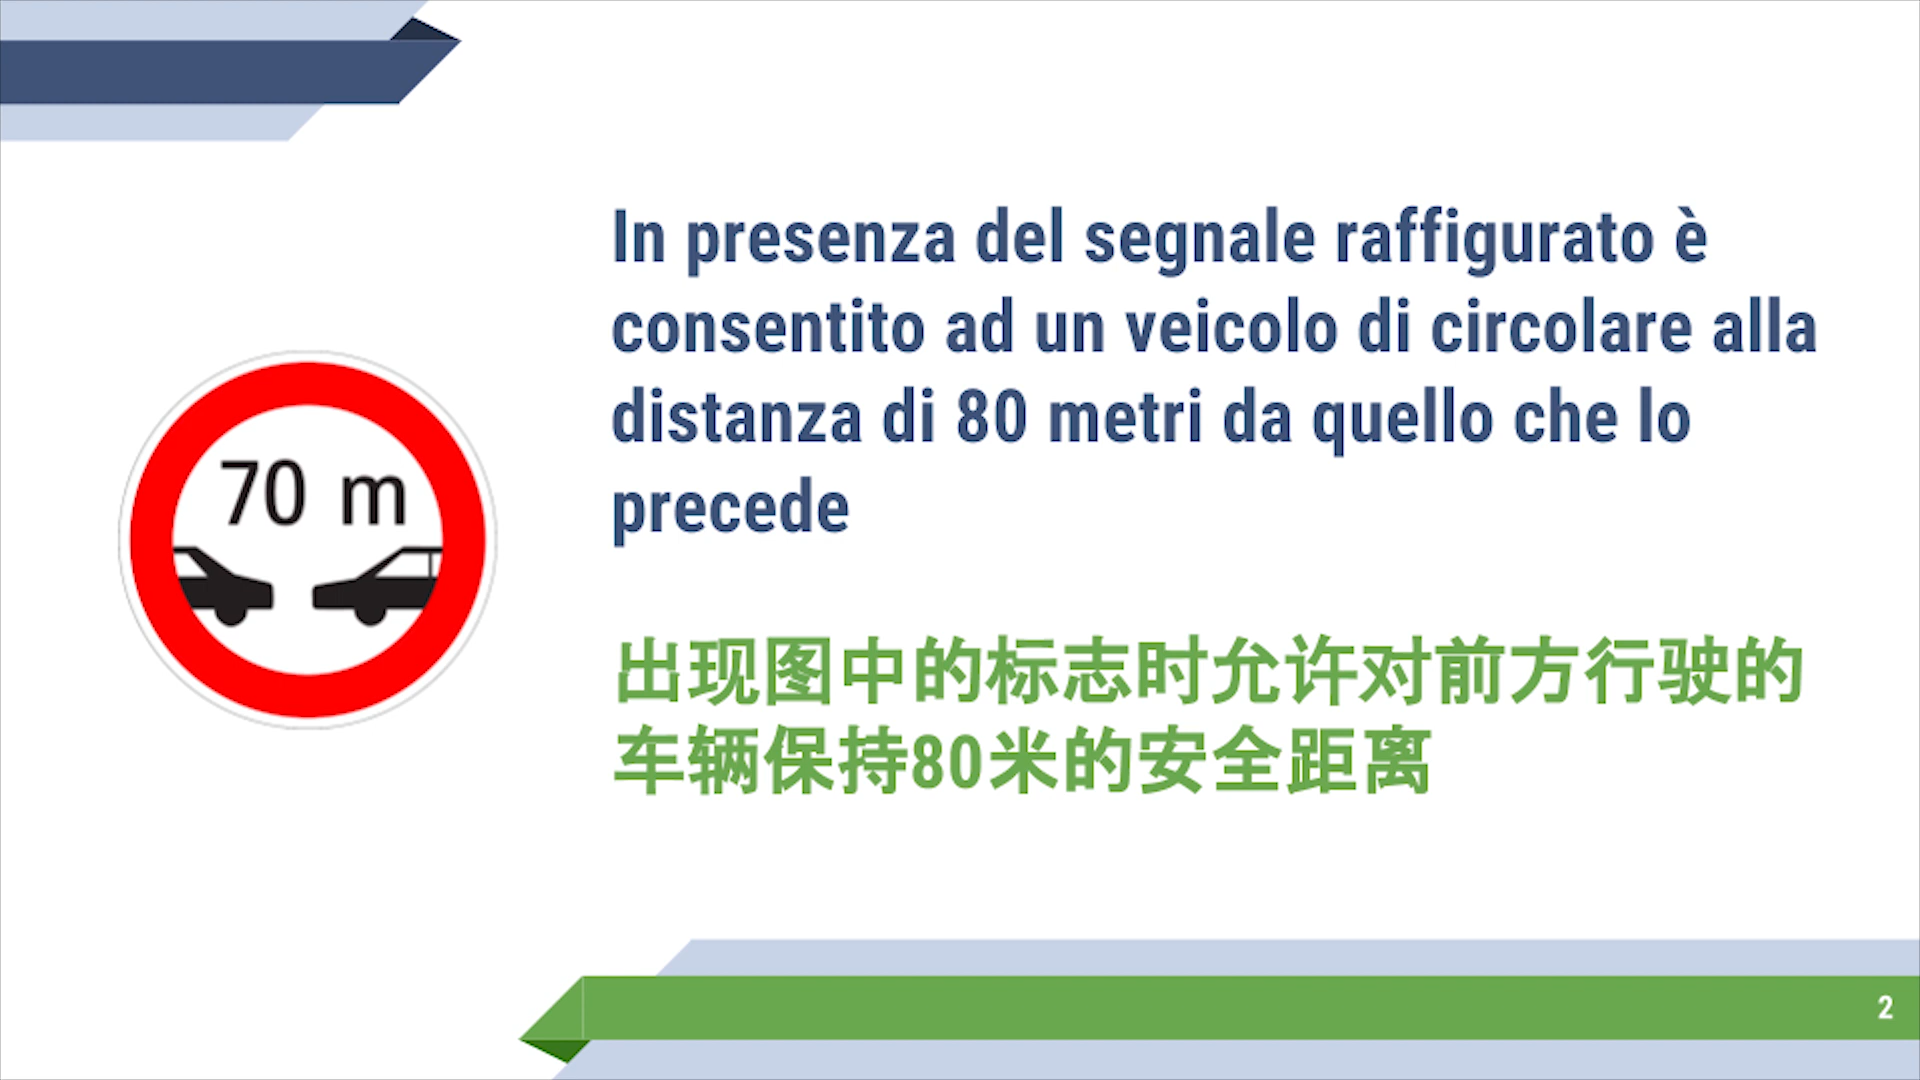 70 m
In presenza del segnale raffigurato è
consentito ad un veicolo di circolare alla
distanza di 80 metri da quello che lo
precede
出现图中的标志时允许对前方行驶的
车辆保持80米的安全距离
2